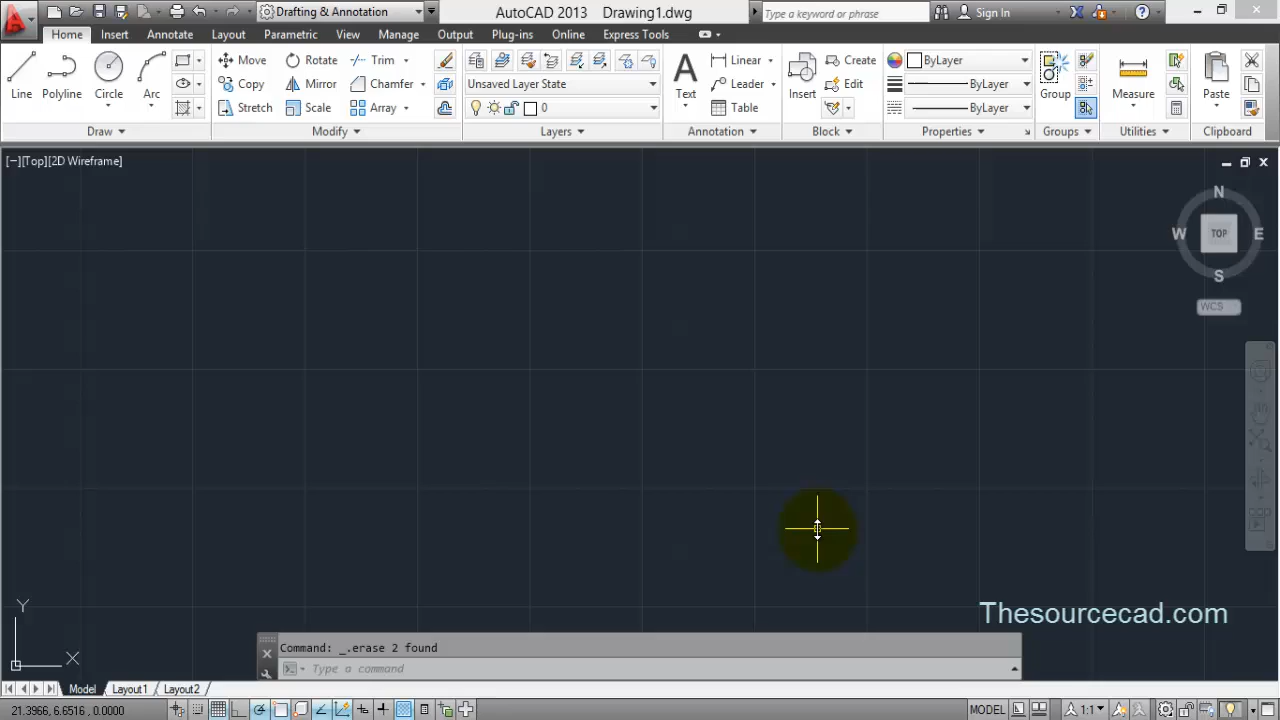 Drafting & Annotation
AutoCAD 2013 Drawing1.dwg
Type a keyword or phrase
Sign In
Home Insert Annotate Layout Parametric View Manage Output Plug-ins Online Express Tools
Line Polyline Circle Arc
Move Rotate Trim
Copy Mirror Chamfer
Stretch Scale Array
Unsaved Layer State
0
Text
Linear
Leader
Table
Insert
Create
Edit
ByLayer
ByLayer
ByLayer
Group
Measure
Paste
Draw Modify Layers Annotation Block Properties Groups Utilities Clipboard
[−][Top][2D Wireframe]
N
W TOP E
S
WCS
Thesourcecad.com
Y
X
Command: _.erase 2 found
Type a command
Model Layout1 Layout2
21.3966, 6.6516, 0.0000
MODEL
1:1